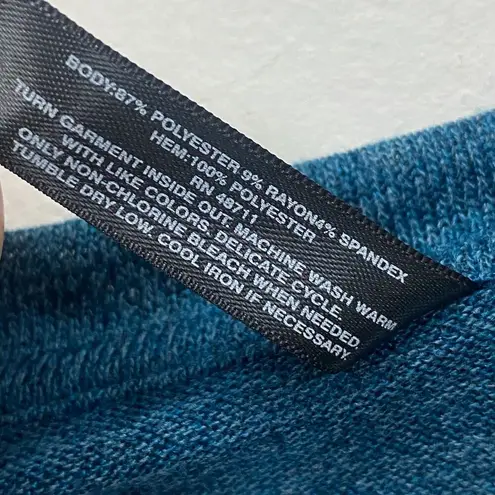 BODY:87% POLYESTER 9% RAYON4% SPANDEX
HEM:100% POLYESTER
RN 48711
TURN GARMENT INSIDE OUT. MACHINE WASH WARM
WITH LIKE COLORS, DELICATE CYCLE.
ONLY NON-CHLORINE BLEACH WHEN NEEDED.
TUMBLE DRY LOW. COOL IRON IF NECESSARY.